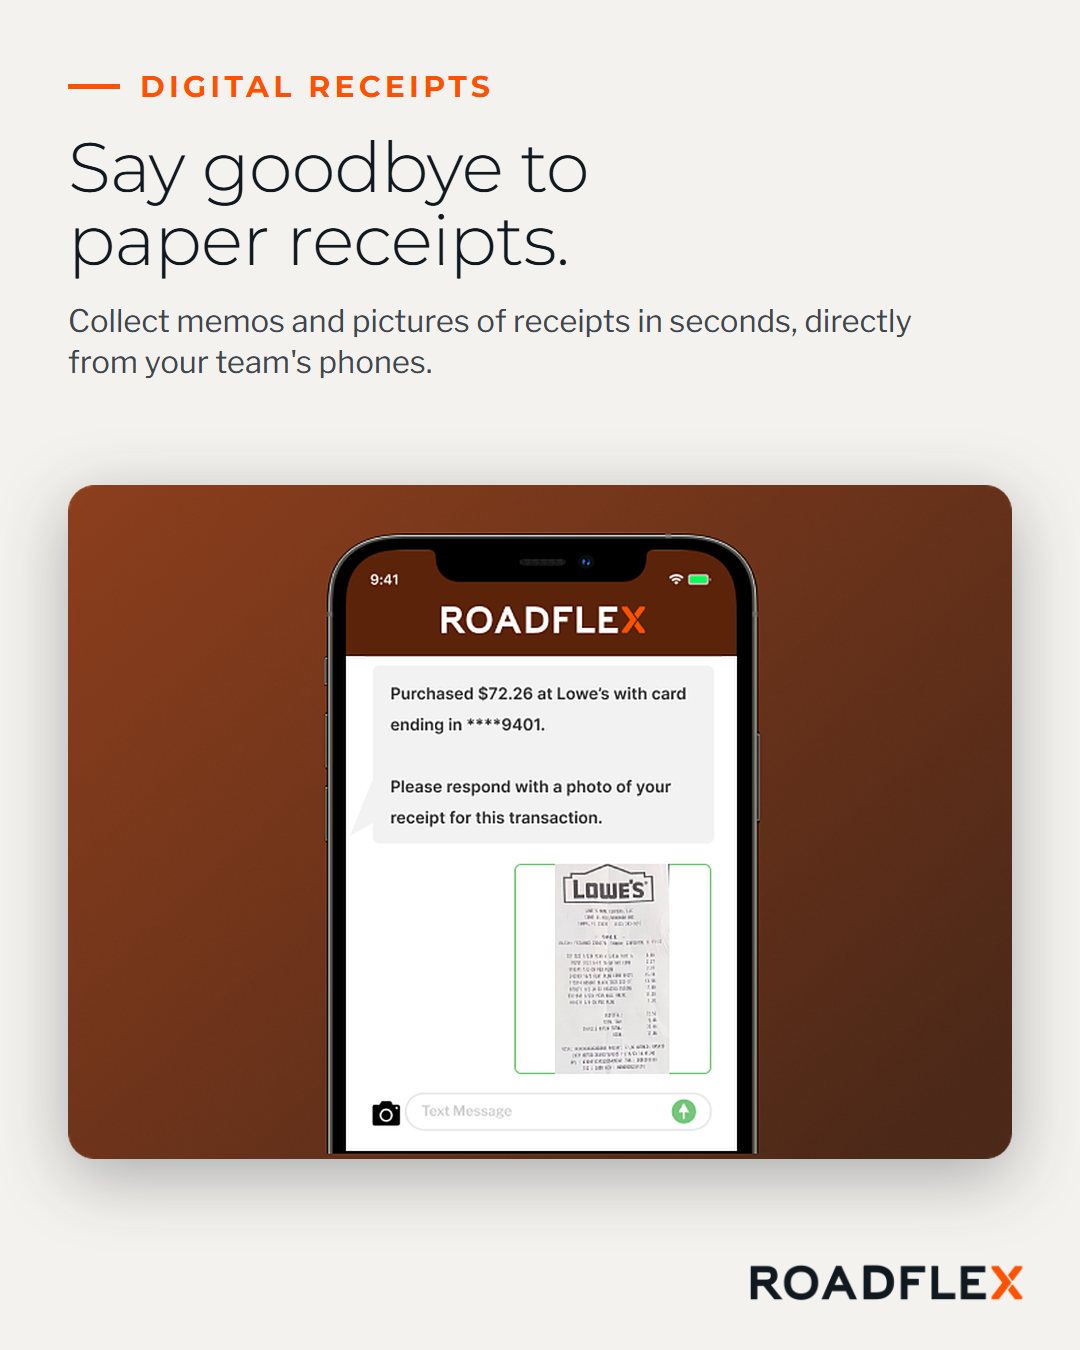 DIGITAL RECEIPTS
Say goodbye to
paper receipts.
Collect memos and pictures of receipts in seconds, directly
from your team's phones.
9:41
ROADFLEX
Purchased $72.26 at Lowe's with card
ending in ****9401.
Please respond with a photo of your
receipt for this transaction.
LOWE'S
Text Message
ROADFLEX